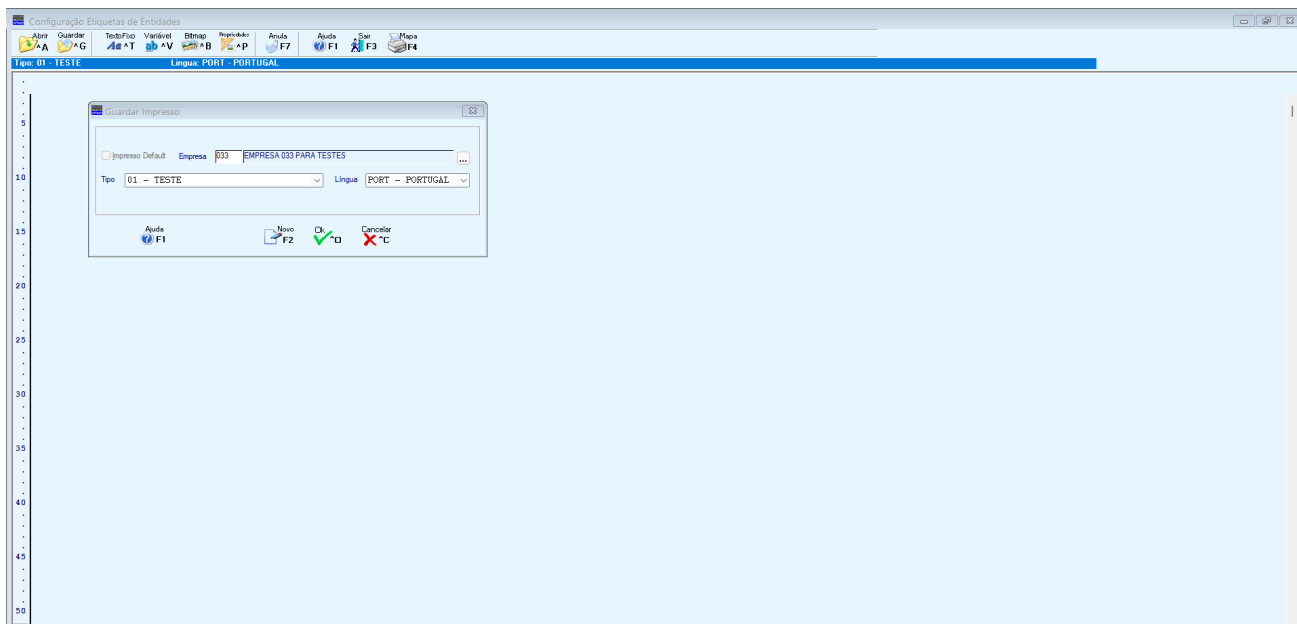 Configuração Etiquetas de Entidades
Abrir ^A Guardar ^G TextoFixo ^T Variável ^V Bitmap ^B Propriedades ^P Anula F7 Ajuda F1 Sair F3 Mapa F4
Tipo: 01 - TESTE Lingua: PORT - PORTUGAL
Guardar Impresso
Impresso Default Empresa 033 EMPRESA 033 PARA TESTES ...
Tipo 01 - TESTE Lingua PORT - PORTUGAL
Ajuda F1 Novo F2 Ok ^O Cancelar ^C
5
10
15
20
25
30
35
40
45
50